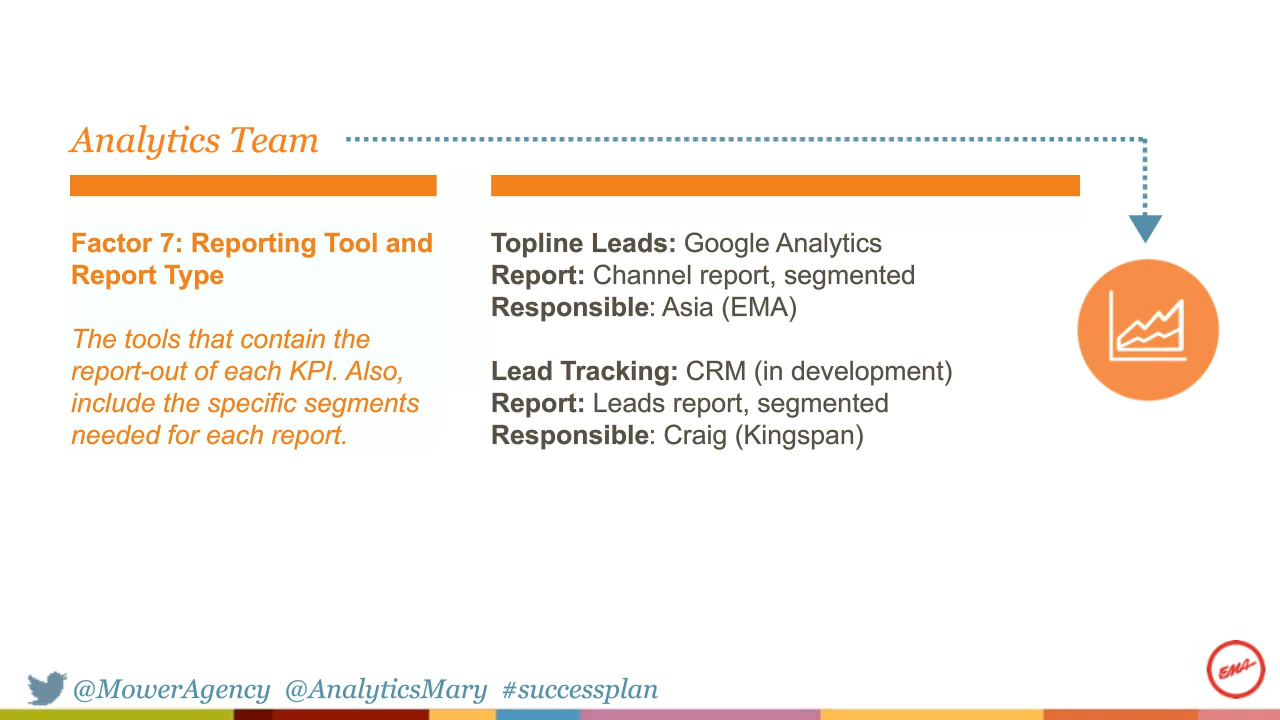 Analytics Team
Factor 7: Reporting Tool and
Report Type
The tools that contain the
report-out of each KPI. Also,
include the specific segments
needed for each report.
Topline Leads: Google Analytics
Report: Channel report, segmented
Responsible: Asia (EMA)
Lead Tracking: CRM (in development)
Report: Leads report, segmented
Responsible: Craig (Kingspan)
@MowerAgency @AnalyticsMary #successplan
EMA